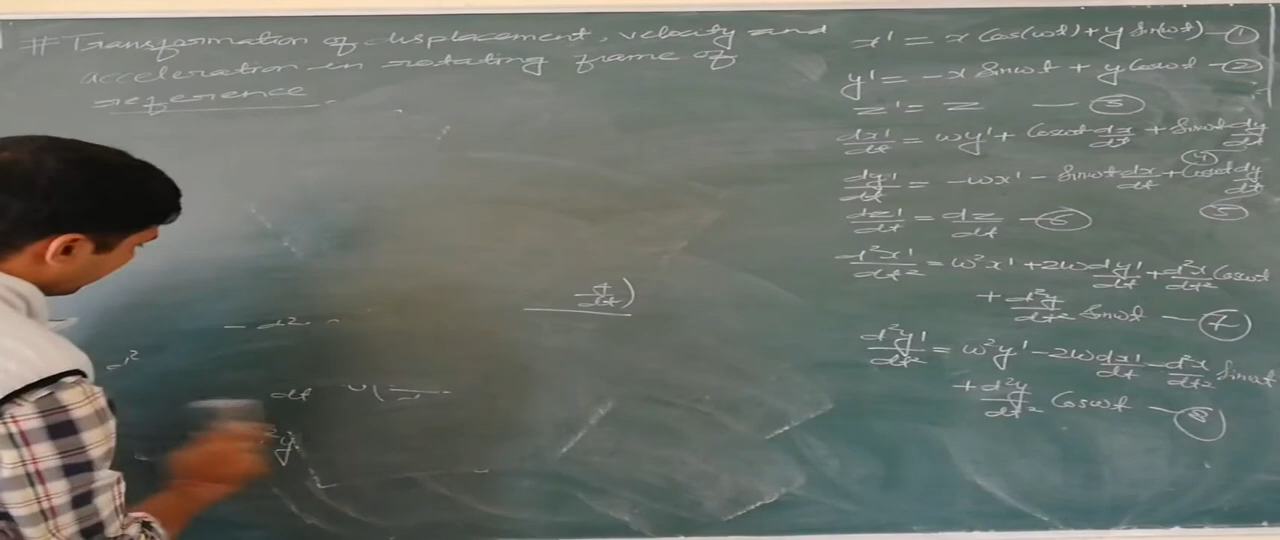 # Transformation of displacement, velocity and
acceleration in rotating frame of
reference.
x' = x Cos(ωt) + y Sin(ωt) — ①
y' = -x Sinωt + y Cosωt — ②
z' = z — ③
dx'/dt = ωy' + Cosωt dx/dt + Sinωt dy/dt
④
dy'/dt = -ωx' - Sinωt dx/dt + Cosωt dy/dt
⑤
dz'/dt = dz/dt — ⑥
d²x'/dt² = ω²x' + 2ω dy'/dt + d²x/dt² Cosωt
+ d²y/dt² Sinωt — ⑦
d²y'/dt² = ω²y' - 2ω dx'/dt - d²x/dt² Sinωt
+ d²y/dt² Cosωt — ⑧
- d²
d²
dt